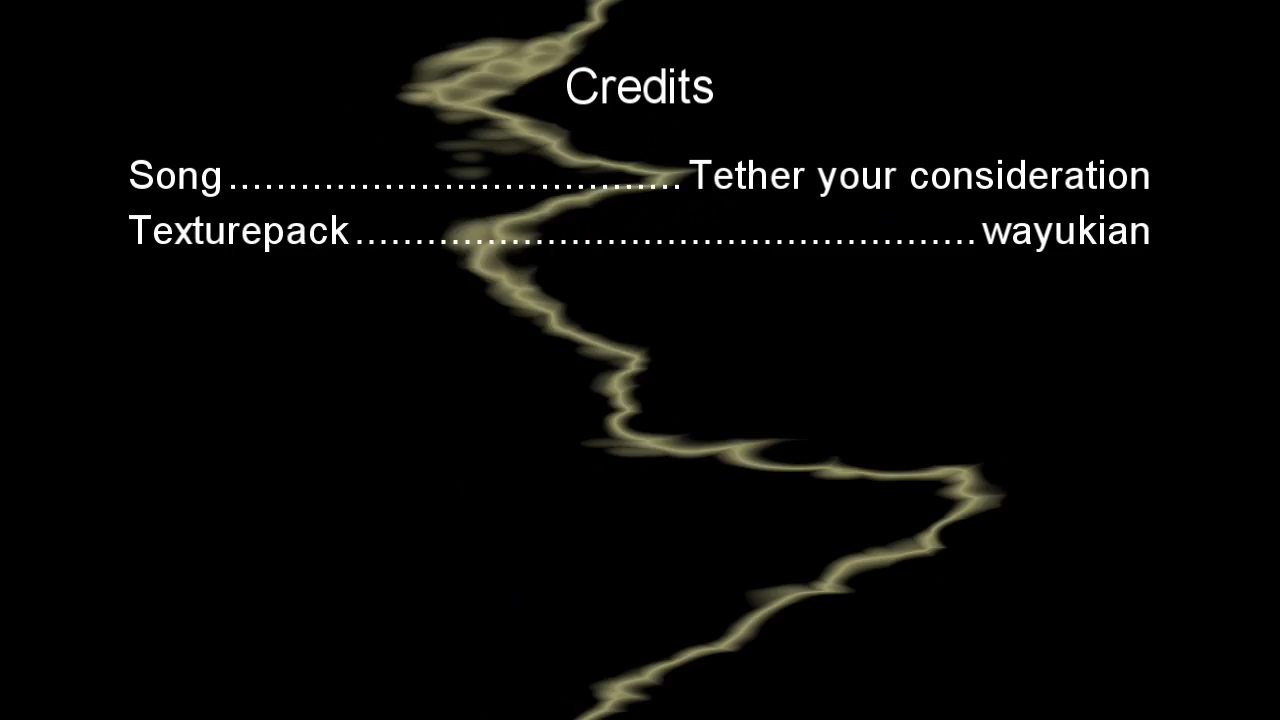 Credits
Song...................................... Tether your consideration
Texturepack.................................................... wayukian